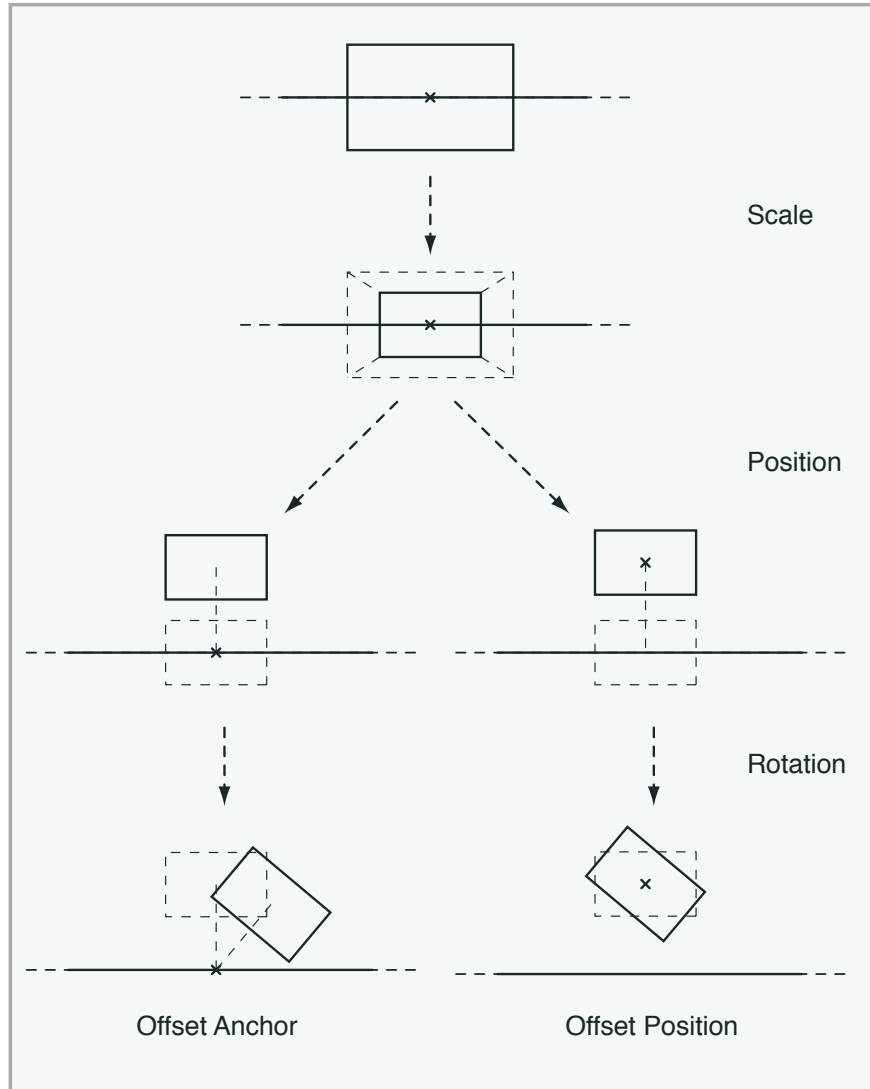 Scale
Position
Rotation
Offset Anchor
Offset Position